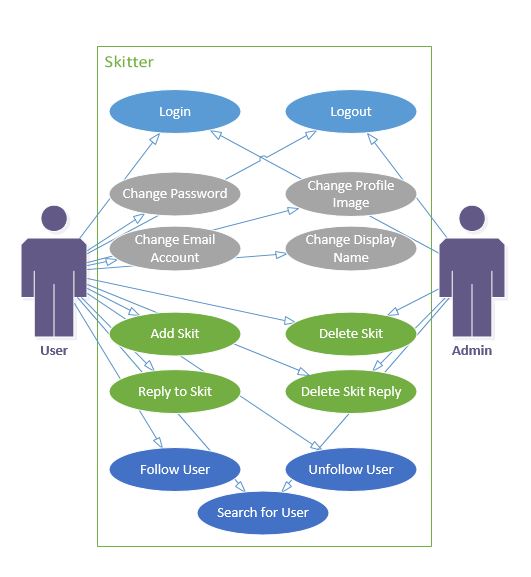 Skitter
Login
Logout
Change Password
Change Profile
Image
Change Email
Account
Change Display
Name
User
Admin
Add Skit
Delete Skit
Reply to Skit
Delete Skit Reply
Follow User
Unfollow User
Search for User